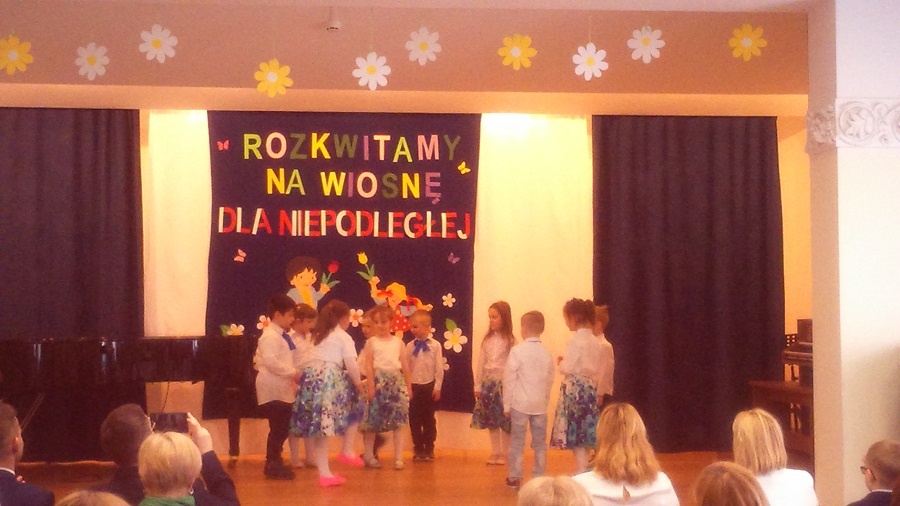 ROZKWITAMY
NA WIOSNĘ
DLA NIEPODLEGŁEJ